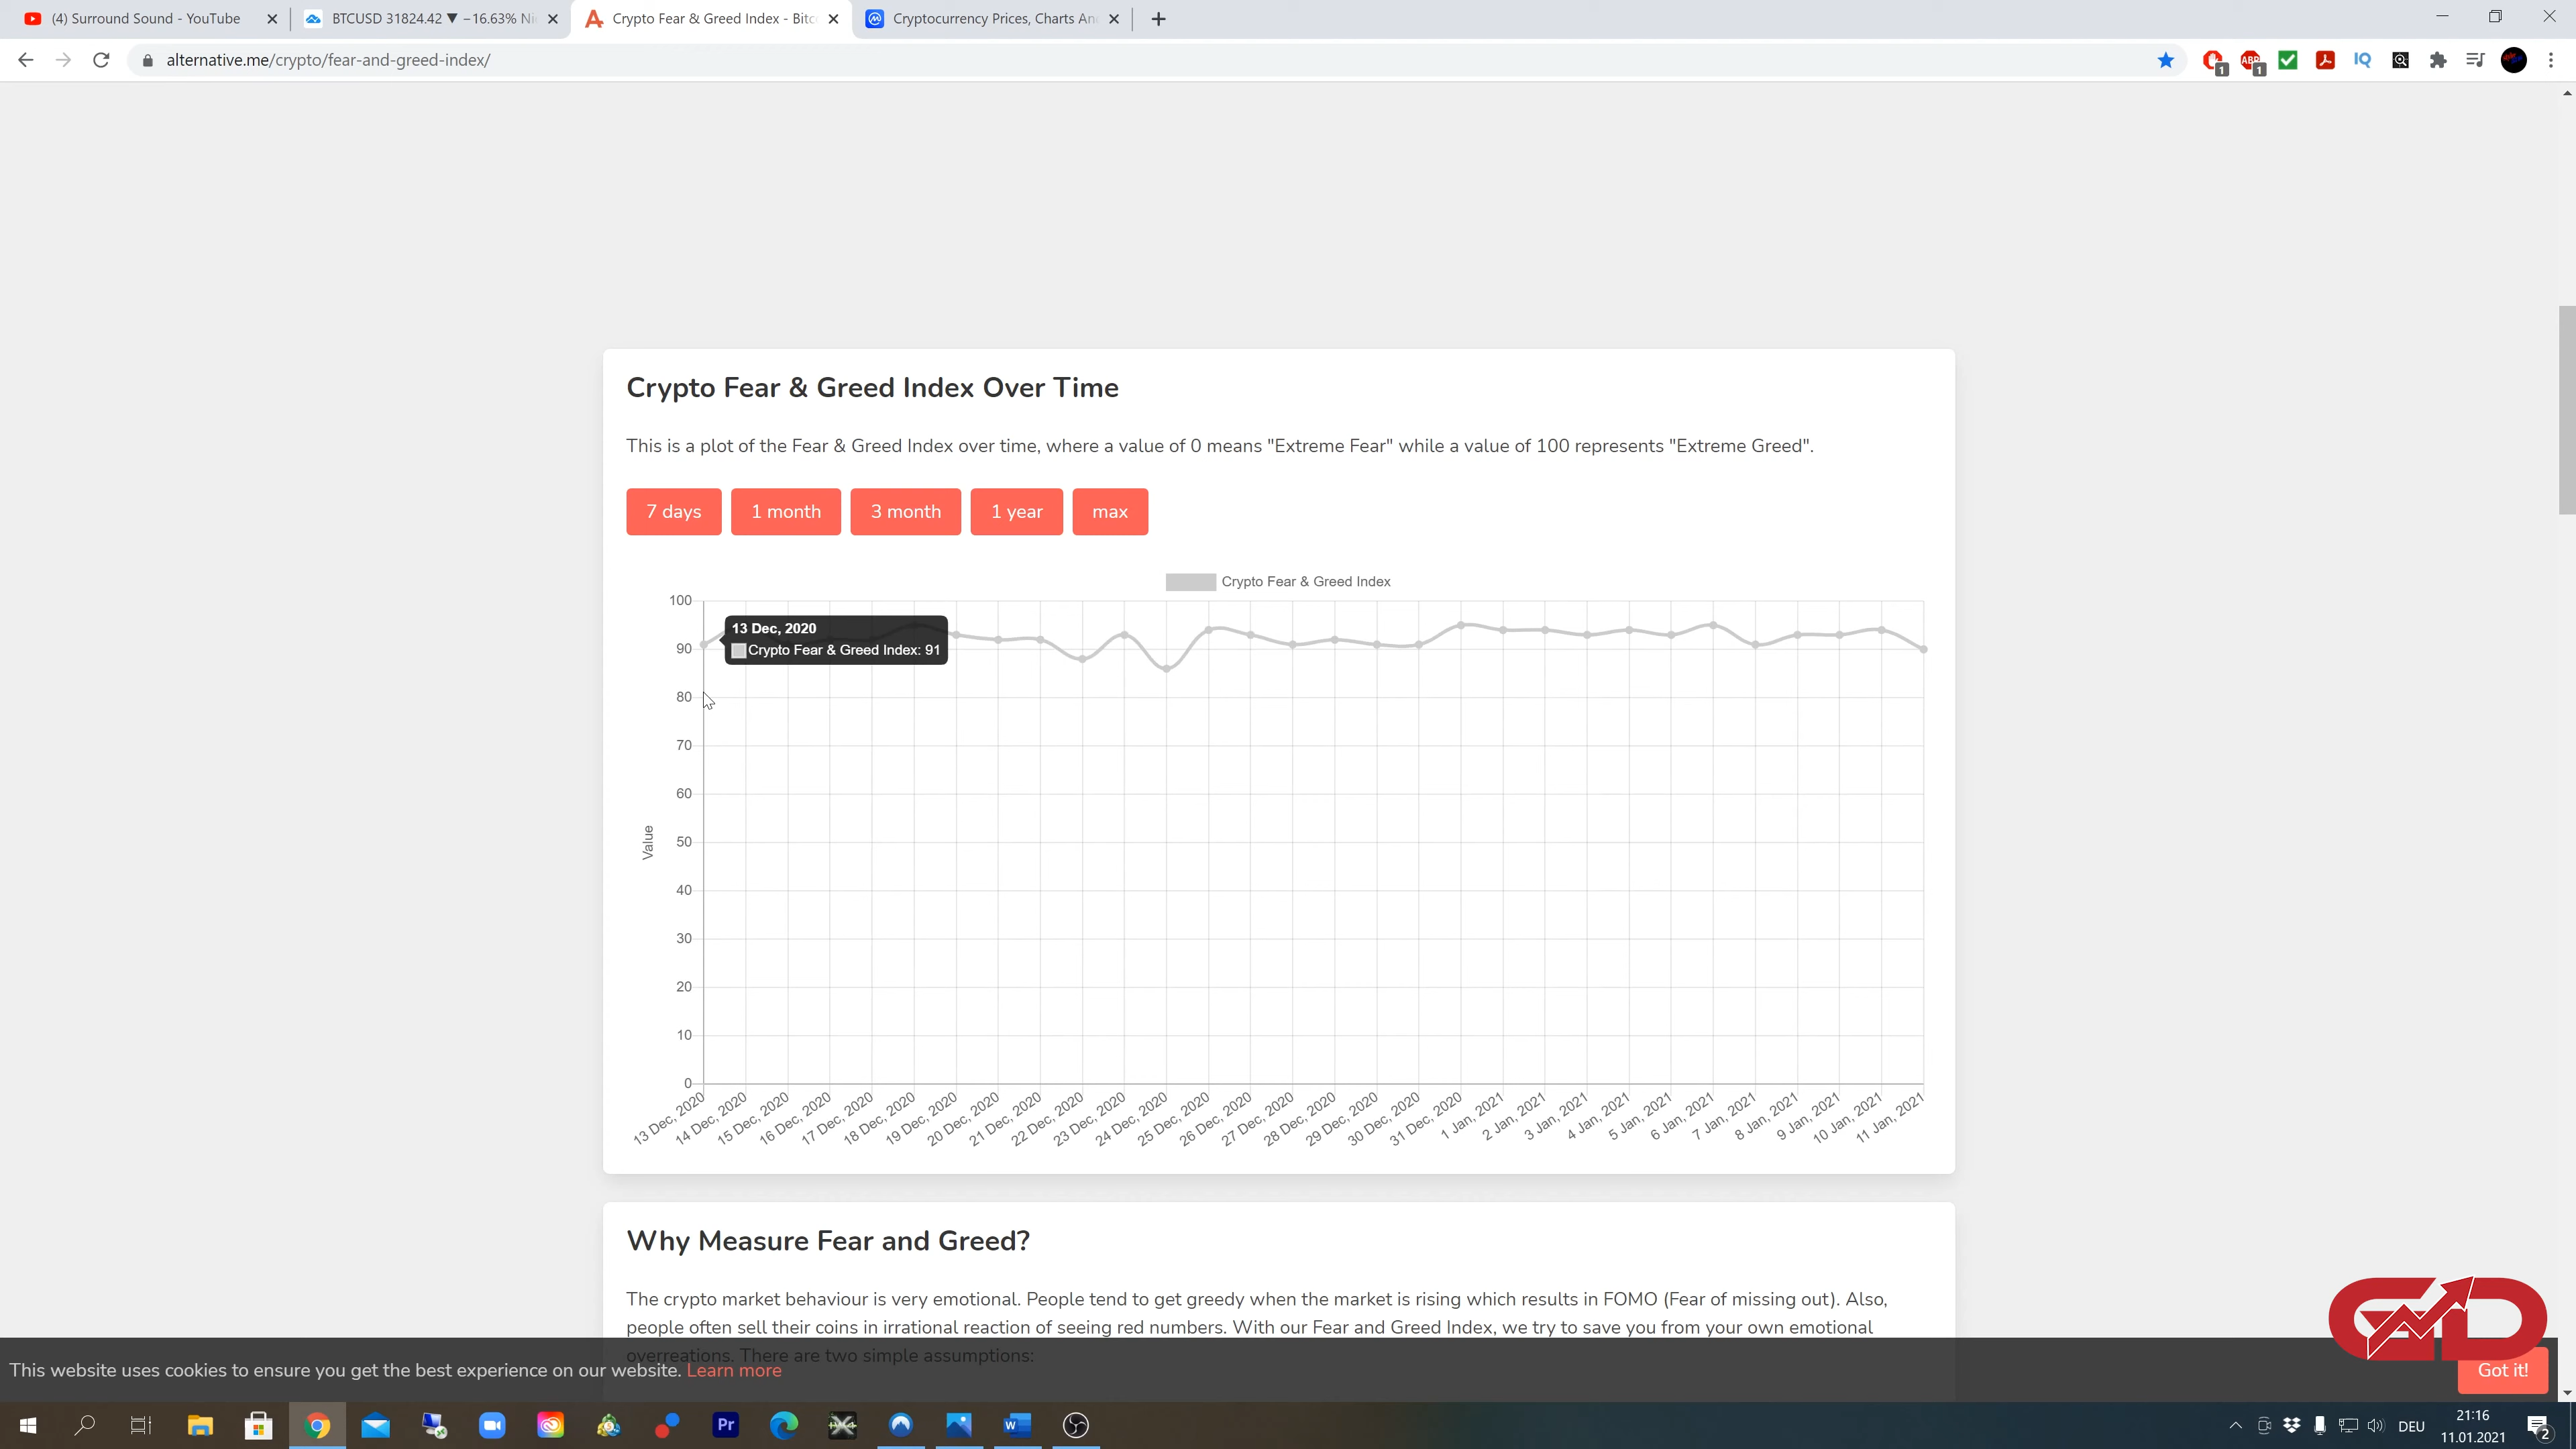 (4) Surround Sound - YouTube
BTCUSD 31824.42 ▼ −16.63% Ni
Crypto Fear & Greed Index - Bitc
Cryptocurrency Prices, Charts An
alternative.me/crypto/fear-and-greed-index/
1
ABP
1
IQ
Crypto Fear & Greed Index Over Time
This is a plot of the Fear & Greed Index over time, where a value of 0 means "Extreme Fear" while a value of 100 represents "Extreme Greed".
7 days
1 month
3 month
1 year
max
Crypto Fear & Greed Index
100
90
80
70
60
50
40
30
20
10
0
Value
13 Dec, 2020
Crypto Fear & Greed Index: 91
13 Dec, 2020
14 Dec, 2020
15 Dec, 2020
16 Dec, 2020
17 Dec, 2020
18 Dec, 2020
19 Dec, 2020
20 Dec, 2020
21 Dec, 2020
22 Dec, 2020
23 Dec, 2020
24 Dec, 2020
25 Dec, 2020
26 Dec, 2020
27 Dec, 2020
28 Dec, 2020
29 Dec, 2020
30 Dec, 2020
31 Dec, 2020
1 Jan, 2021
2 Jan, 2021
3 Jan, 2021
4 Jan, 2021
5 Jan, 2021
6 Jan, 2021
7 Jan, 2021
8 Jan, 2021
9 Jan, 2021
10 Jan, 2021
11 Jan, 2021
Why Measure Fear and Greed?
The crypto market behaviour is very emotional. People tend to get greedy when the market is rising which results in FOMO (Fear of missing out). Also,
people often sell their coins in irrational reaction of seeing red numbers. With our Fear and Greed Index, we try to save you from your own emotional
overreations. There are two simple assumptions:
This website uses cookies to ensure you get the best experience on our website. Learn more
Got it!
Pr
W
DEU
21:16
11.01.2021
2